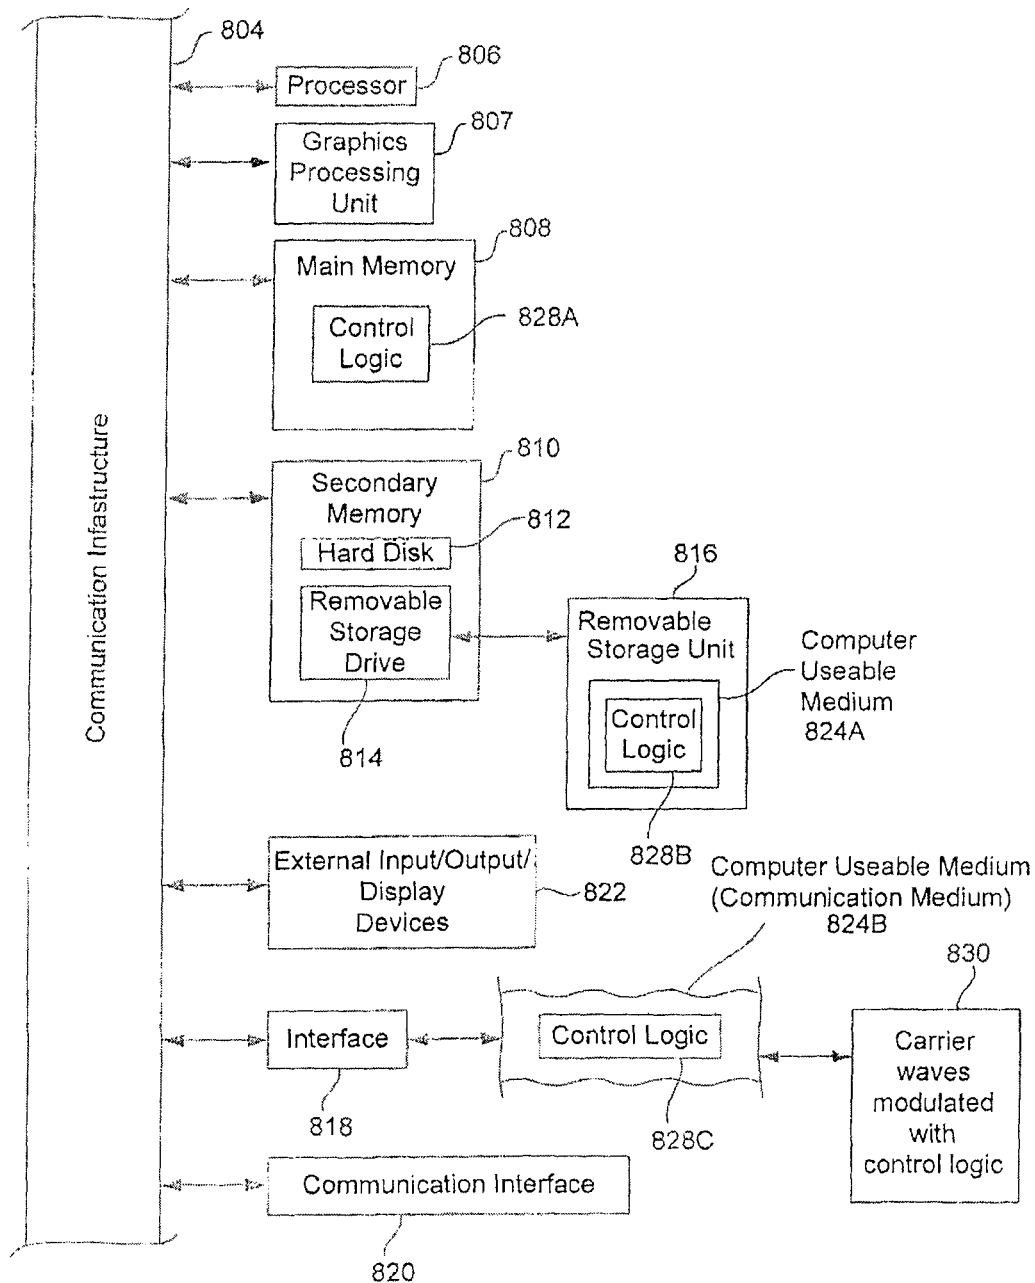 804
Processor
806
Graphics
Processing
Unit
807
Main Memory
808
Control
Logic
828A
Communication Infastructure
Secondary
Memory
810
Hard Disk
812
Removable
Storage
Drive
814
816
Removable
Storage Unit
Control
Logic
828B
Computer
Useable
Medium
824A
External Input/Output/
Display
Devices
822
Computer Useable Medium
(Communication Medium)
824B
Interface
818
Control Logic
828C
830
Carrier
waves
modulated
with
control logic
Communication Interface
820